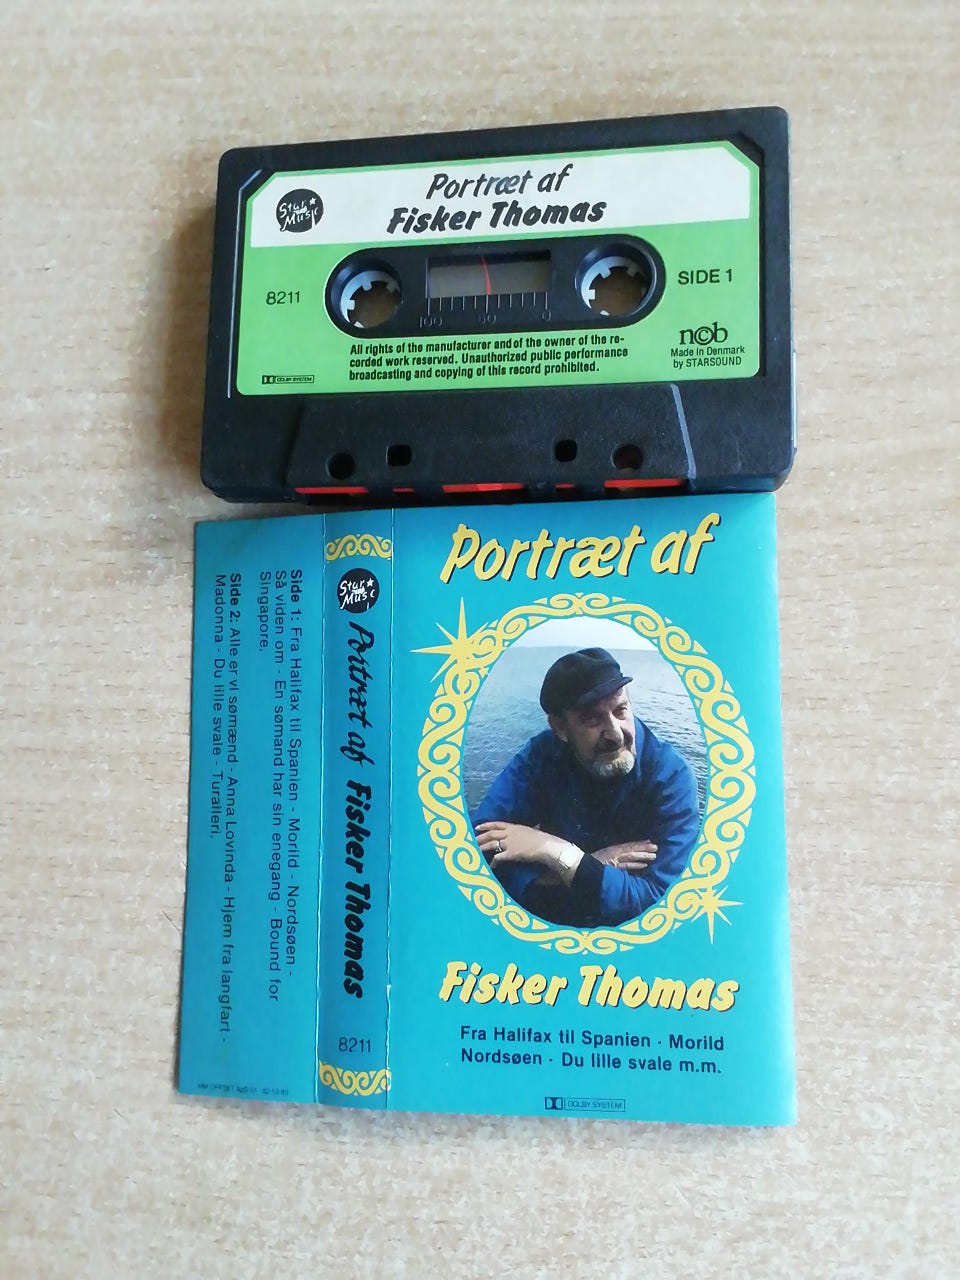 Star Music
Portræt af
Fisker Thomas
8211
SIDE 1
100 50 0
All rights of the manufacturer and of the owner of the re-
corded work reserved. Unauthorized public performance
broadcasting and copying of this record prohibited.
DOLBY SYSTEM
ncb
Made in Denmark
by STARSOUND
Side 1: Fra Halifax til Spanien - Morild - Nordsøen -
Så viden om - En sømand har sin enegang - Bound for
Singapore.
Side 2: Alle er vi sømænd - Anna Lovinda - Hjem fra langfart -
Madonna - Du lille svale - Turalleri.
Star Music
Portræt af Fisker Thomas
8211
Portræt af
Fisker Thomas
Fra Halifax til Spanien · Morild
Nordsøen · Du lille svale m.m.
DOLBY SYSTEM